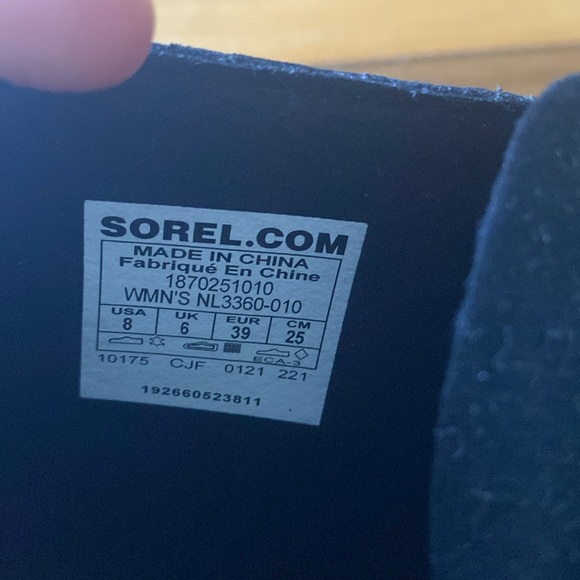 SOREL.COM
MADE IN CHINA
Fabriqué En Chine
1870251010
WMN'S NL3360-010
USA UK EUR CM
8 6 39 25
ECA-3
10175 CJF 0121 221
192660523811